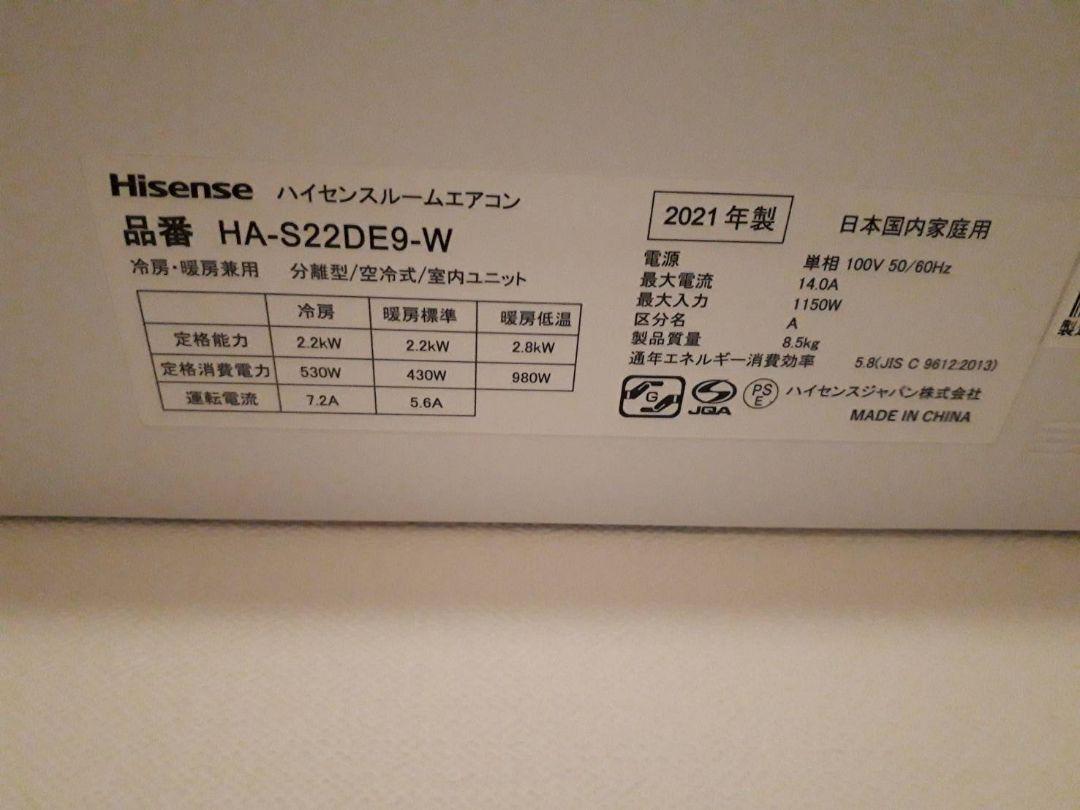 Hisense ハイセンスルームエアコン
品番 HA-S22DE9-W
冷房・暖房兼用 分離型/空冷式/室内ユニット
冷房 暖房標準 暖房低温
定格能力 2.2kW 2.2kW 2.8kW
定格消費電力 530W 430W 980W
運転電流 7.2A 5.6A
2021年製 日本国内家庭用
電源 単相 100V 50/60Hz
最大電流 14.0A
最大入力 1150W
区分名 A
製品質量 8.5kg
通年エネルギー消費効率 5.8(JIS C 9612:2013)
G JQA PS E ハイセンスジャパン株式会社
MADE IN CHINA
製